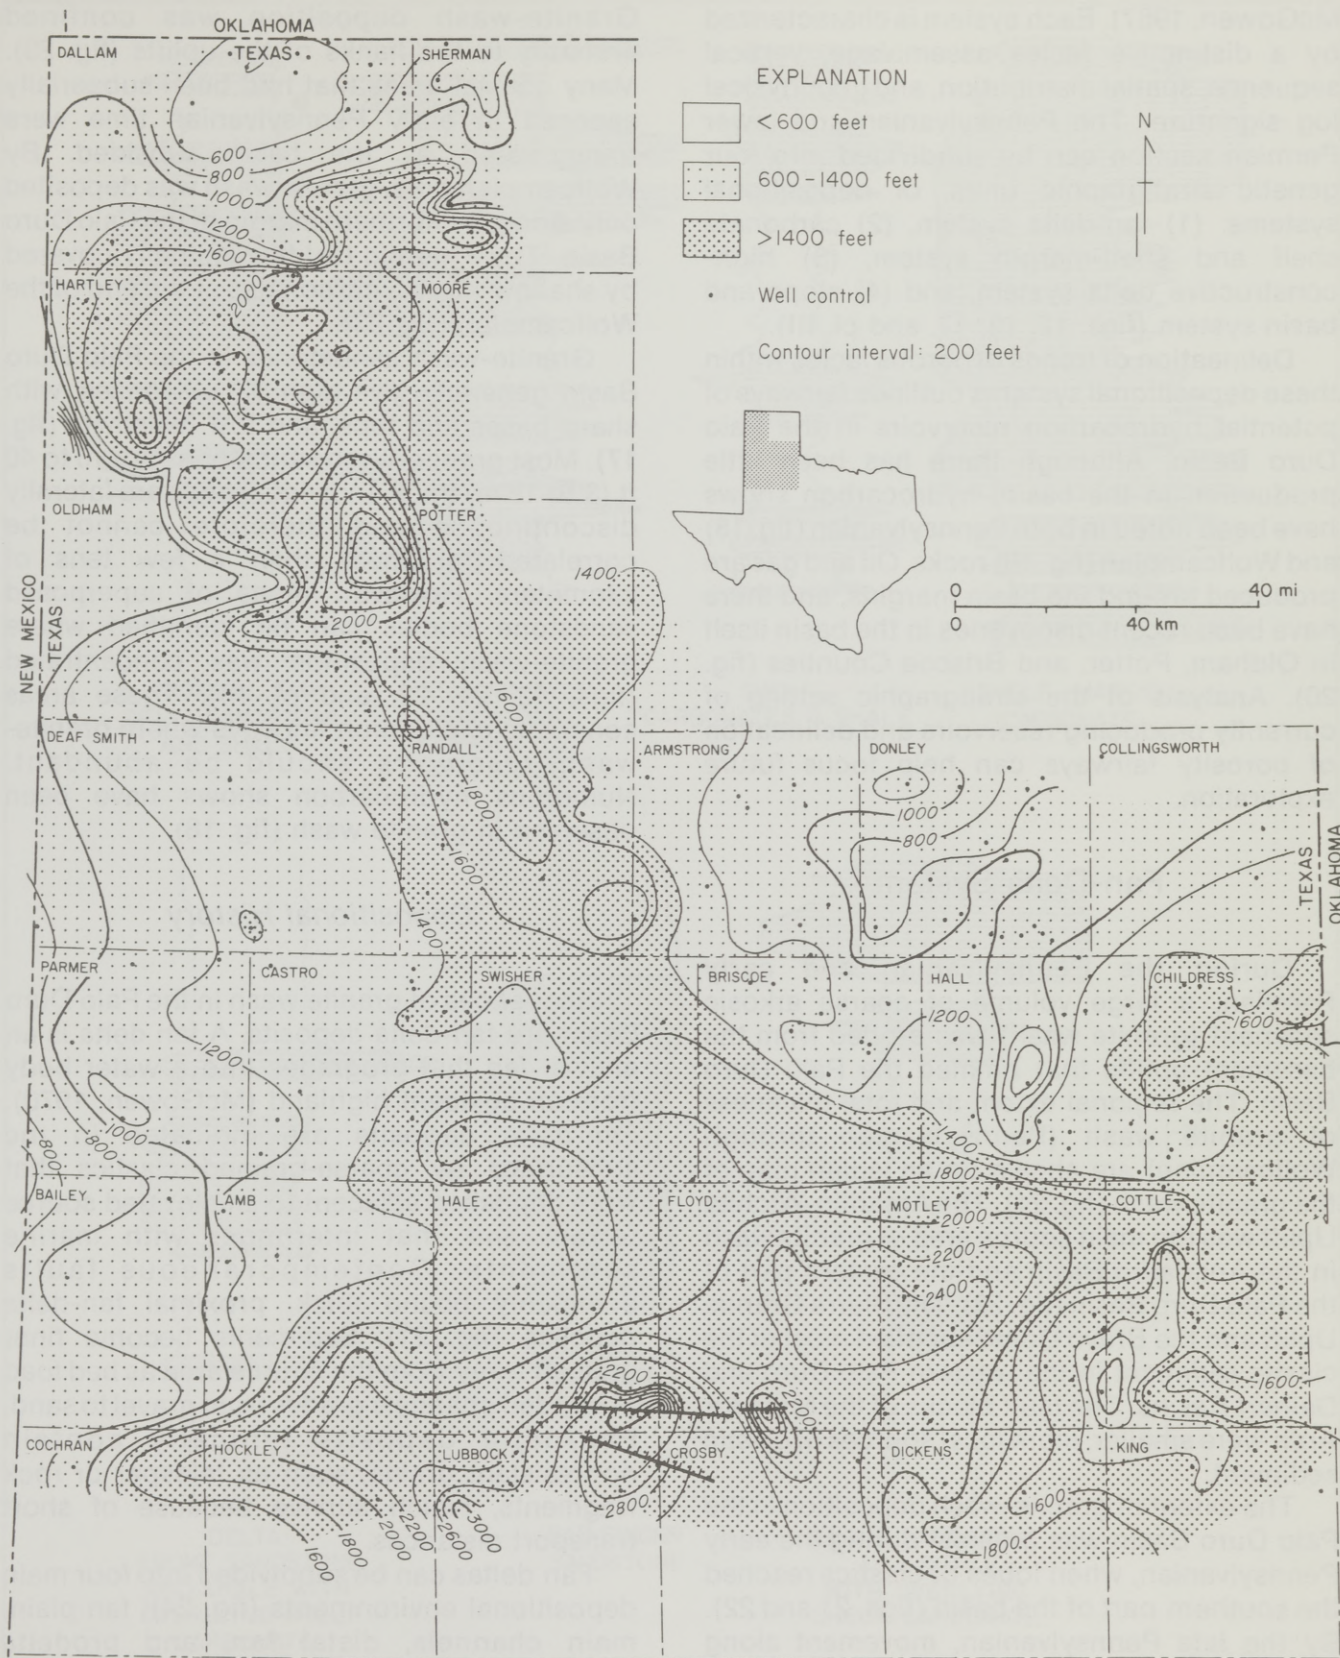 OKLAHOMA
TEXAS
DALLAM
SHERMAN
EXPLANATION
<600 feet
600-1400 feet
>1400 feet
Well control
Contour interval: 200 feet
N
600
800
1000
1200
1600
HARTLEY
2000
MOORE
OLDHAM
POTTER
1400
0 40 mi
0 40 km
2000
NEW MEXICO
TEXAS
1600
DEAF SMITH
RANDALL
ARMSTRONG
DONLEY
COLLINGSWORTH
1800
1000
800
1600
TEXAS
OKLAHOMA
1400
PARMER
CASTRO
SWISHER
BRISCOE
HALL
CHILDRESS
1200
1200
1600
1000
800
800
1400
1800
BAILEY
LAMB
HALE
FLOYD
MOTLEY
COTTLE
2000
2200
2400
2200
2200
1600
COCHRAN
HOCKLEY
LUBBOCK
CROSBY
DICKENS
KING
2800
1600
1800
1600
1800
2000
2200
2600
3000